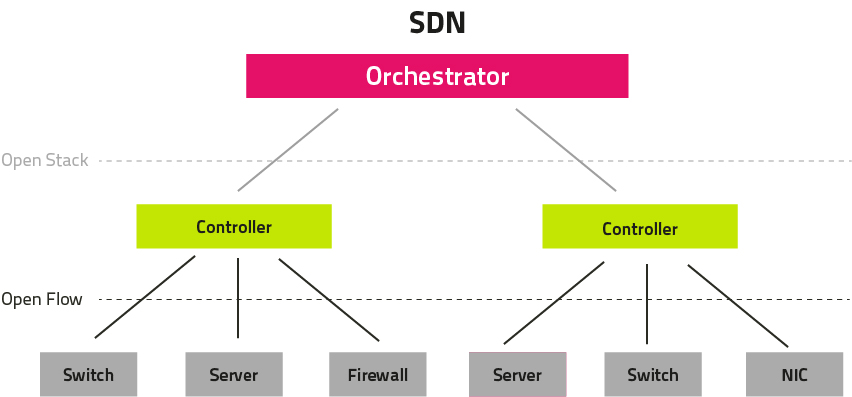 SDN
Orchestrator
Open Stack
Controller
Controller
Open Flow
Switch
Server
Firewall
Server
Switch
NIC